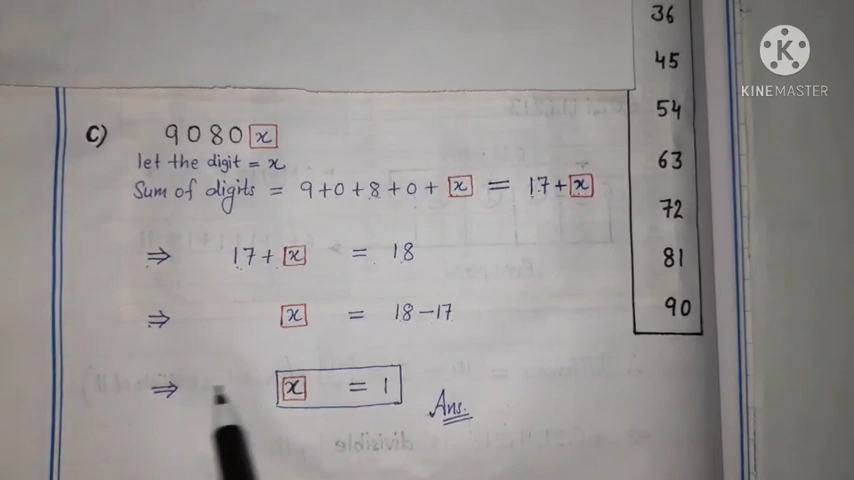 36
45
54
63
72
81
90
K
KINEMASTER
C) 9080 x
let the digit = x
Sum of digits = 9+0+8+0+ x = 17+ x
⇒ 17+ x = 18
⇒ x = 18-17
⇒ x = 1 Ans.
divisible